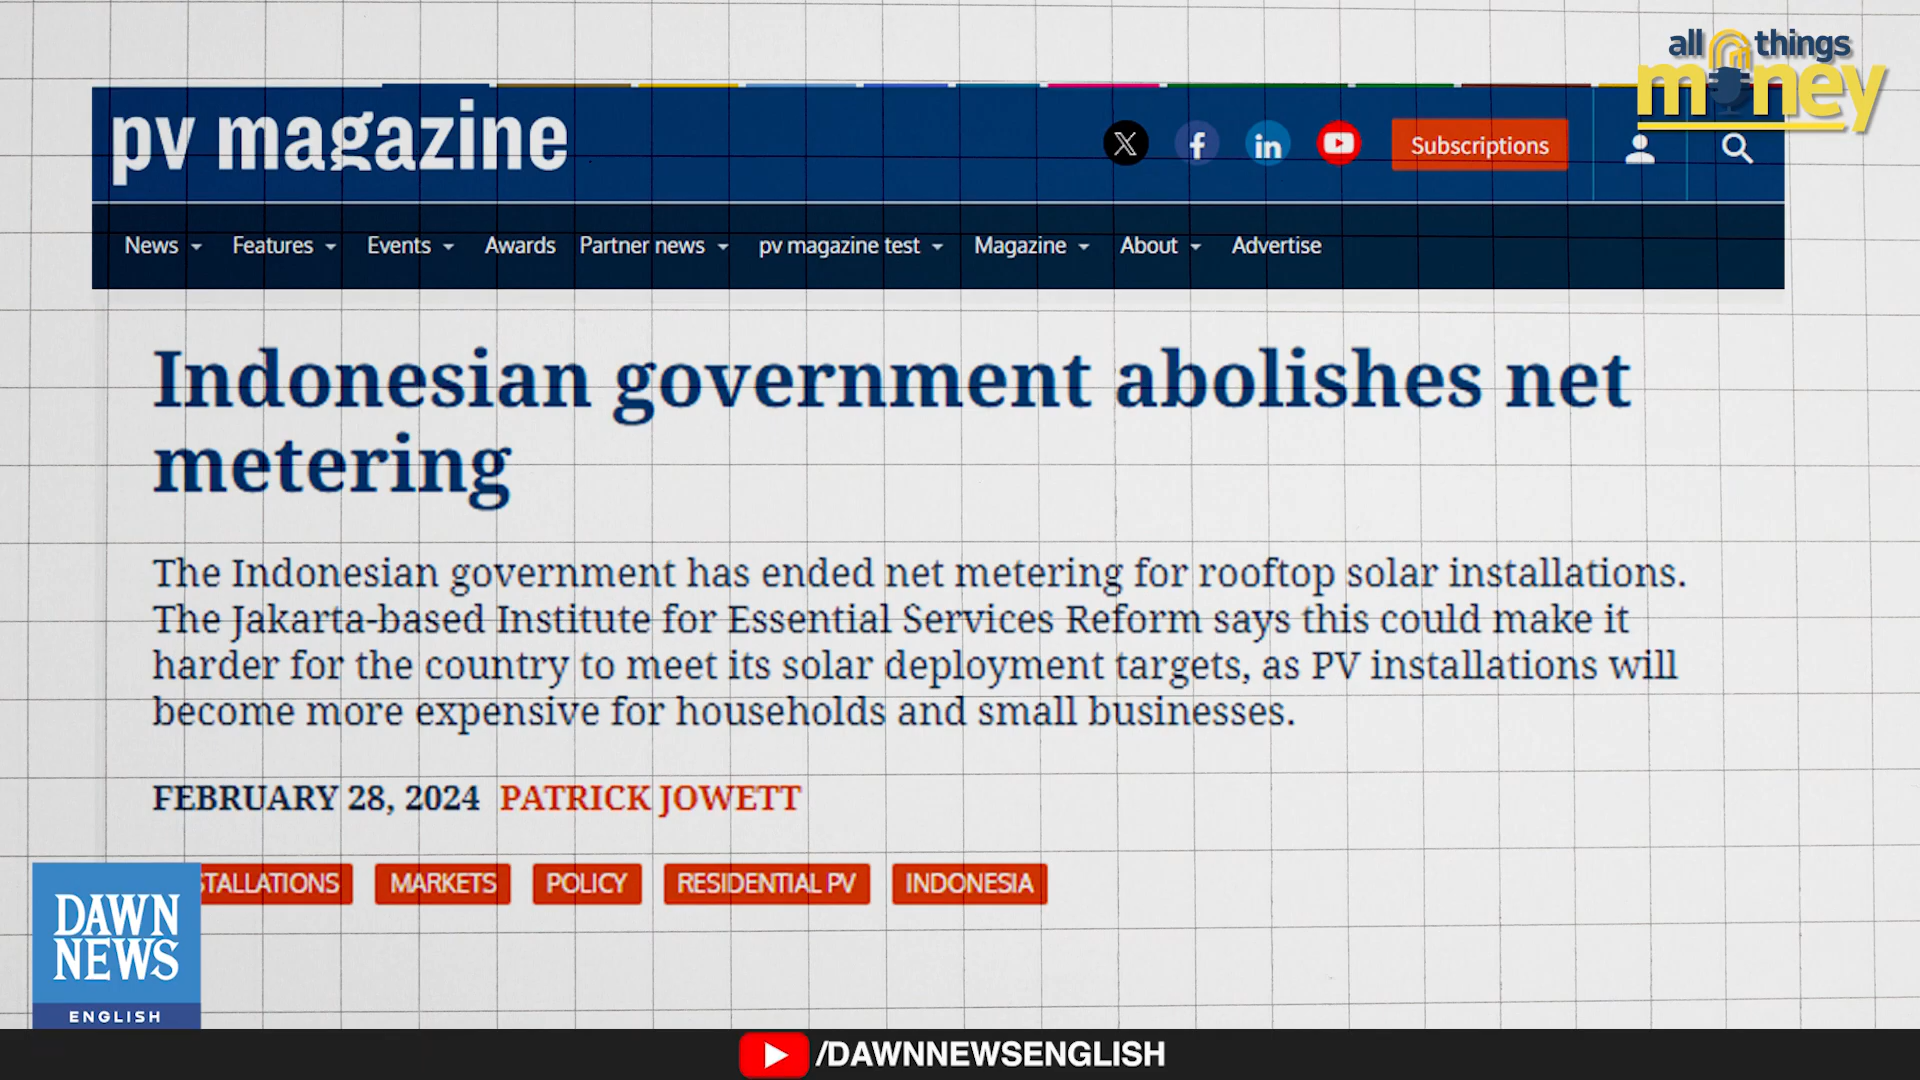 all things
money
pv magazine
Subscriptions
News Features Events Awards Partner news pv magazine test Magazine About Advertise
Indonesian government abolishes net
metering
The Indonesian government has ended net metering for rooftop solar installations.
The Jakarta-based Institute for Essential Services Reform says this could make it
harder for the country to meet its solar deployment targets, as PV installations will
become more expensive for households and small businesses.
FEBRUARY 28, 2024 PATRICK JOWETT
STALLATIONS MARKETS POLICY RESIDENTIAL PV INDONESIA
DAWN
NEWS
ENGLISH
/DAWNNEWSENGLISH